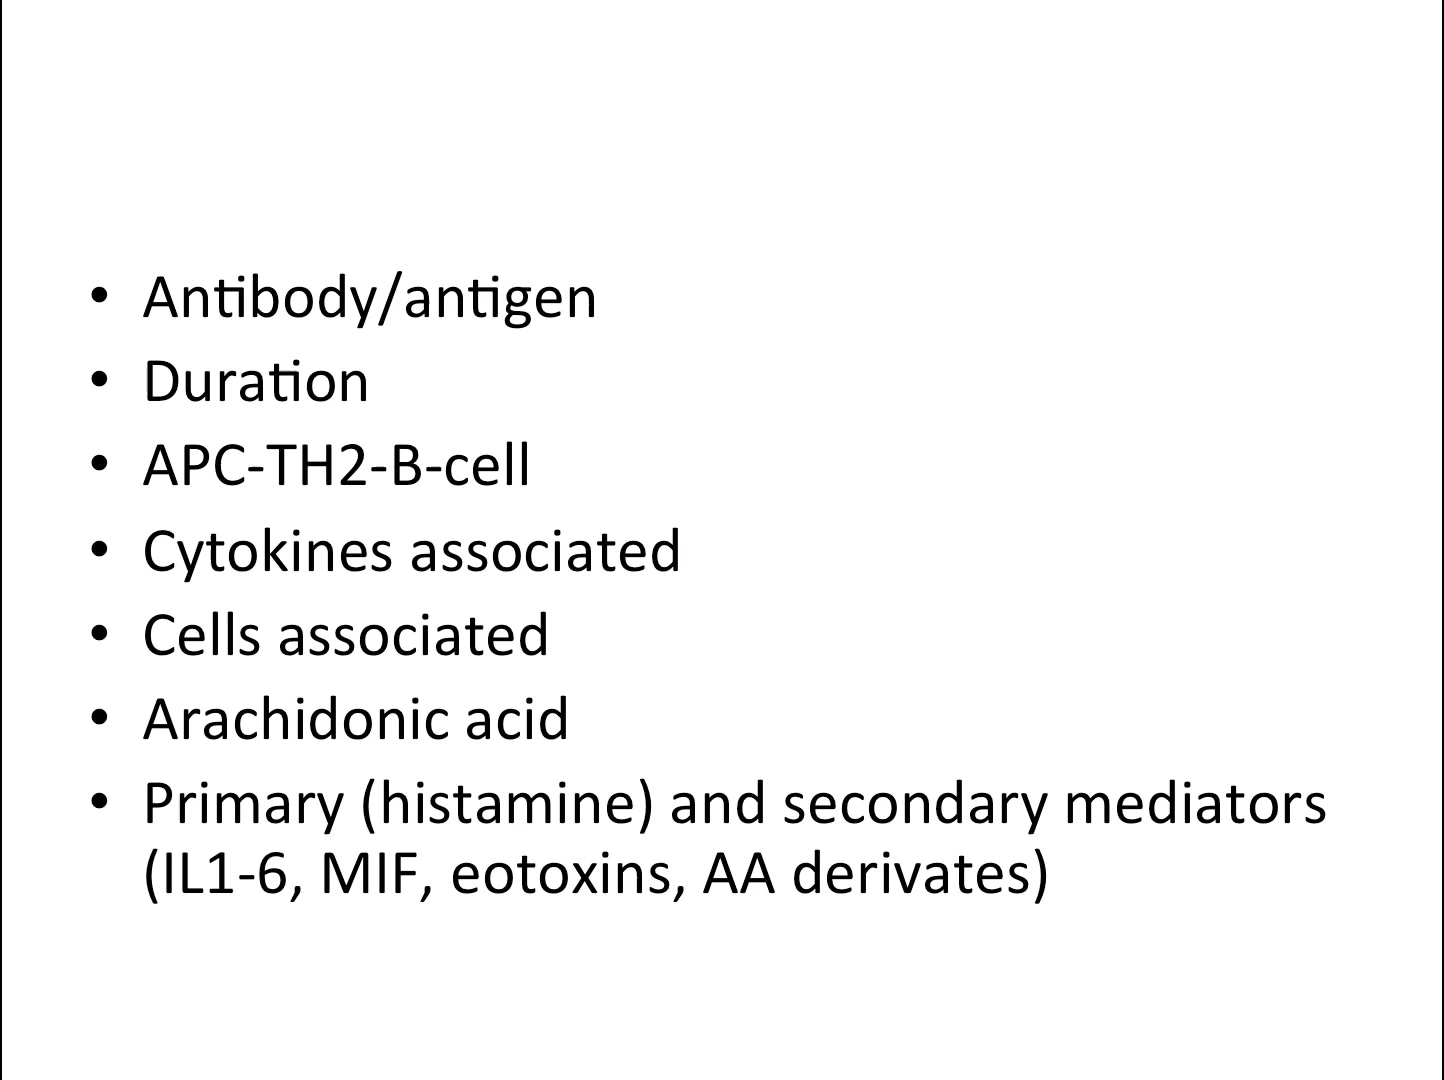 • Antibody/antigen
• Duration
• APC-TH2-B-cell
• Cytokines associated
• Cells associated
• Arachidonic acid
• Primary (histamine) and secondary mediators
(IL1-6, MIF, eotoxins, AA derivates)